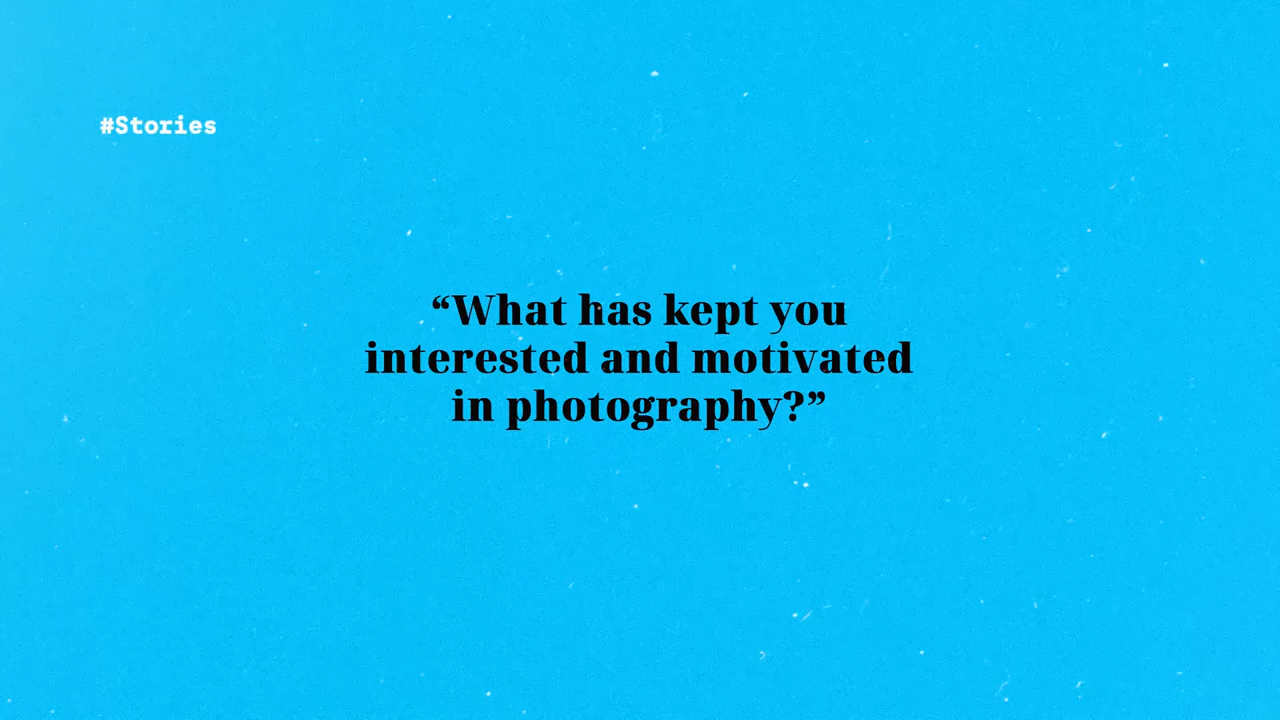 #Stories
“What has kept you
interested and motivated
in photography?”